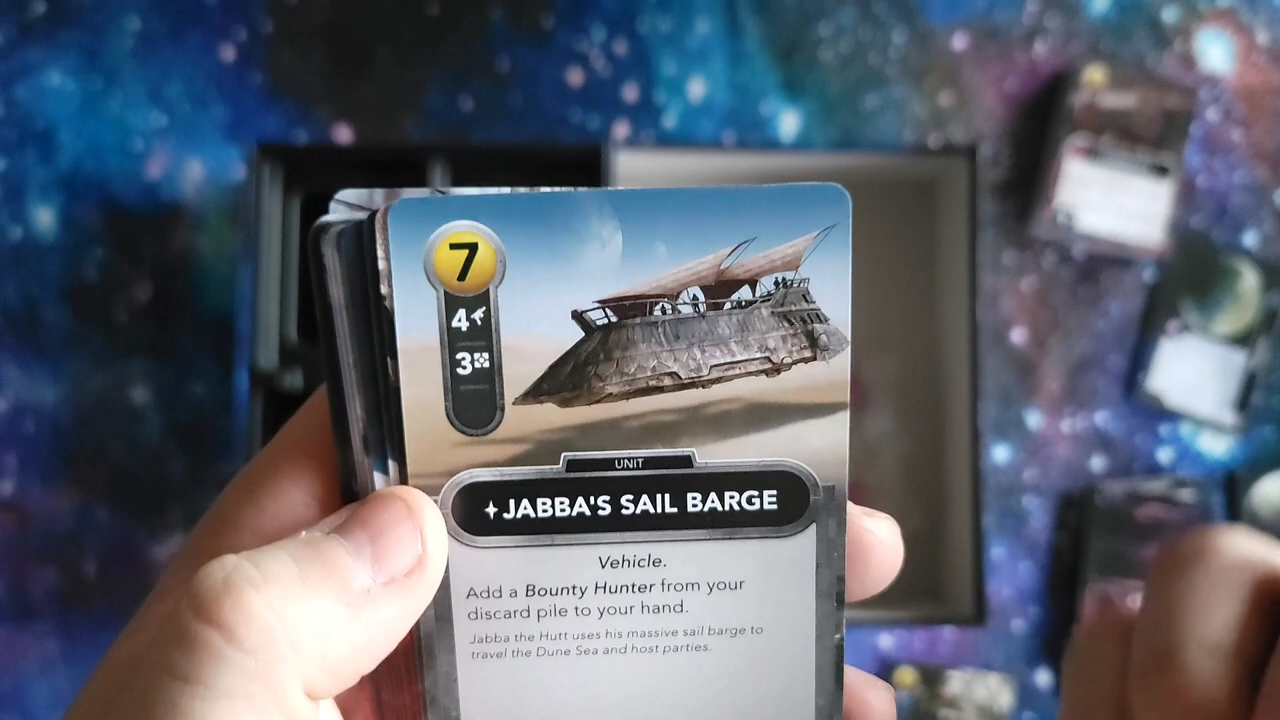 7
4
3
UNIT
JABBA'S SAIL BARGE
Vehicle.
Add a Bounty Hunter from your
discard pile to your hand.
Jabba the Hutt uses his massive sail barge to
travel the Dune Sea and host parties.